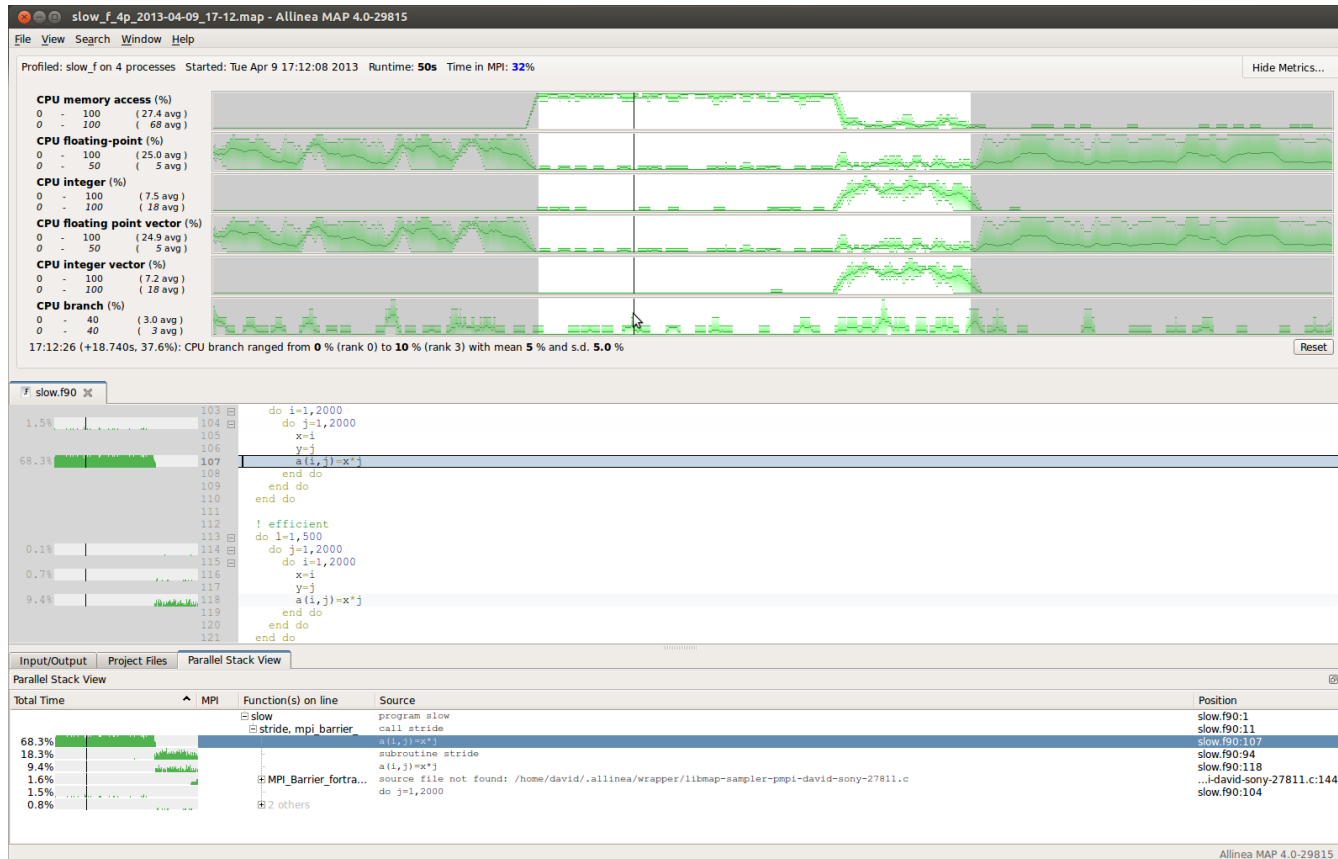 slow_f_4p_2013-04-09_17-12.map - Allinea MAP 4.0-29815
File View Search Window Help
Profiled: slow_f on 4 processes Started: Tue Apr 9 17:12:08 2013 Runtime: 50s Time in MPI: 32%
Hide Metrics...
CPU memory access (%)
0 - 100 (27.4 avg )
0 - 100 ( 68 avg )
CPU floating-point (%)
0 - 100 (25.0 avg )
0 - 50 ( 5 avg )
CPU integer (%)
0 - 100 (7.5 avg )
0 - 100 ( 18 avg )
CPU floating point vector (%)
0 - 100 (24.9 avg )
0 - 50 ( 5 avg )
CPU integer vector (%)
0 - 100 (7.2 avg )
0 - 100 ( 18 avg )
CPU branch (%)
0 - 40 (3.0 avg )
0 - 40 ( 3 avg )
17:12:26 (+18.740s, 37.6%): CPU branch ranged from 0 % (rank 0) to 10 % (rank 3) with mean 5 % and s.d. 5.0 %
Reset
slow.f90
103 do i=1,2000
1.5% 104 do j=1,2000
105 x=i
106 y=j
68.3% 107 a(i,j)=x*j
108 end do
109 end do
110 end do
111
112 ! efficient
113 do l=1,500
0.1% 114 do j=1,2000
115 do i=1,2000
0.7% 116 x=i
117 y=j
9.4% 118 a(i,j)=x*j
119 end do
120 end do
121 end do
Input/Output Project Files Parallel Stack View
Parallel Stack View
Total Time MPI Function(s) on line Source Position
slow program slow slow.f90:1
stride, mpi_barrier_ call stride slow.f90:11
68.3% a(i,j)=x*j slow.f90:107
18.3% subroutine stride slow.f90:94
9.4% a(i,j)=x*j slow.f90:118
1.6% MPI_Barrier_fortra... source file not found: /home/david/.allinea/wrapper/libmap-sampler-pmpi-david-sony-27811.c ...i-david-sony-27811.c:144
1.5% do j=1,2000 slow.f90:104
0.8% 2 others
Allinea MAP 4.0-29815